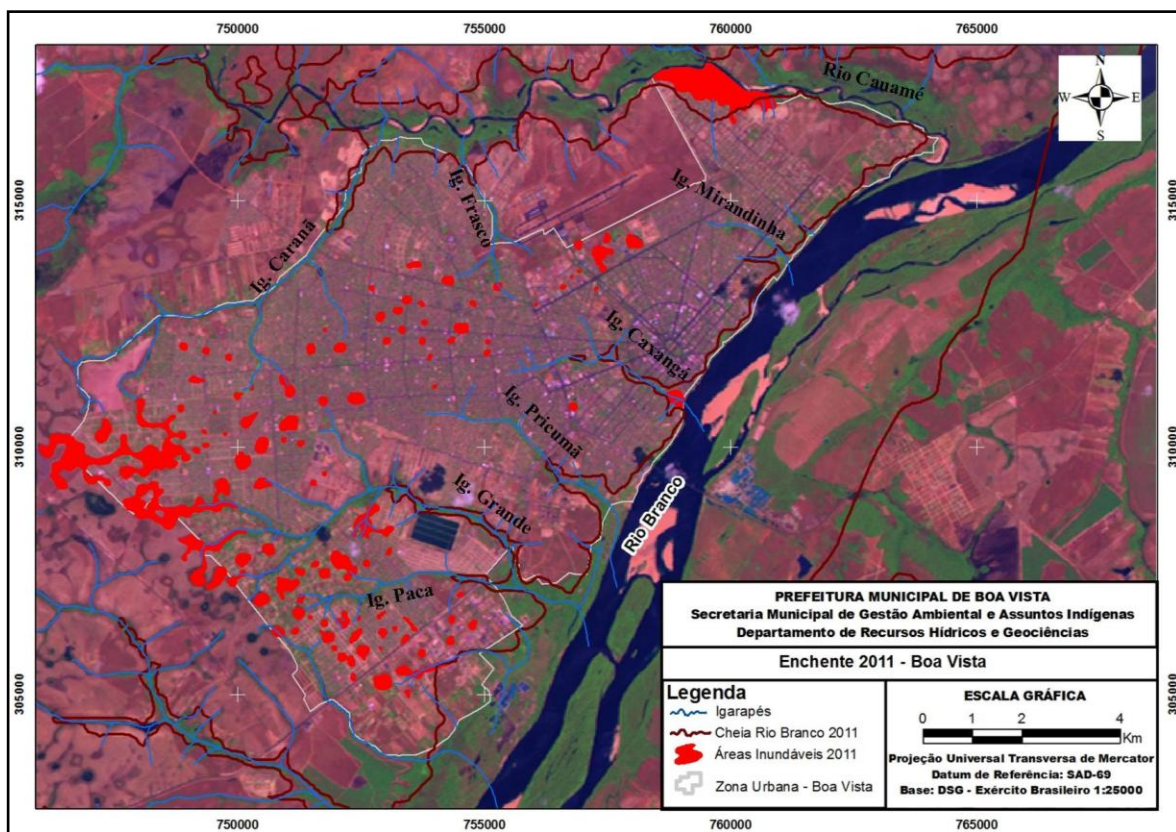 750000 755000 760000 765000
Rio Cauamé
N
W E
S
315000 315000
Ig. Mirandinha
Ig. Frasco
Ig. Caranã
Ig. Caxangá
Ig. Pricumã
310000 310000
Ig. Grande
Rio Branco
Ig. Paca
PREFEITURA MUNICIPAL DE BOA VISTA
Secretaria Municipal de Gestão Ambiental e Assuntos Indígenas
Departamento de Recursos Hídricos e Geociências
Enchente 2011 - Boa Vista
Legenda
Igarapés
Cheia Rio Branco 2011
Áreas Inundáveis 2011
Zona Urbana - Boa Vista
ESCALA GRÁFICA
0 1 2 4
Km
Projeção Universal Transversa de Mercator
Datum de Referência: SAD-69
Base: DSG - Exército Brasileiro 1:25000
305000 305000
750000 755000 760000 765000